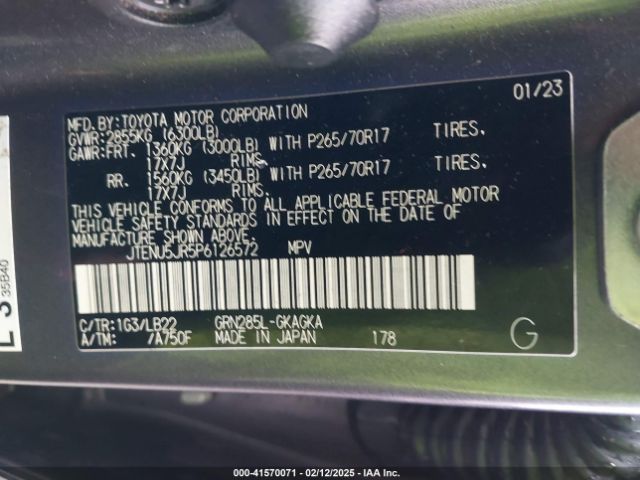 01/23
MFD. BY: TOYOTA MOTOR CORPORATION
GVWR: 2855KG (6300LB)
GAWR: FRT. 1360KG (3000LB) WITH P265/70R17 TIRES.
17X7J RIMS.
RR. 1560KG (3450LB) WITH P265/70R17 TIRES.
17X7J RIMS.
THIS VEHICLE CONFORMS TO ALL APPLICABLE FEDERAL MOTOR
VEHICLE SAFETY STANDARDS IN EFFECT ON THE DATE OF
MANUFACTURE SHOWN ABOVE.
JTENU5JR5P6126572 MPV
C/TR: 1G3/LB22 GRN285L-GKAGKA
A/TM: /A750F MADE IN JAPAN 178 G
35B40
000-41570071 - 02/12/2025 - IAA Inc.